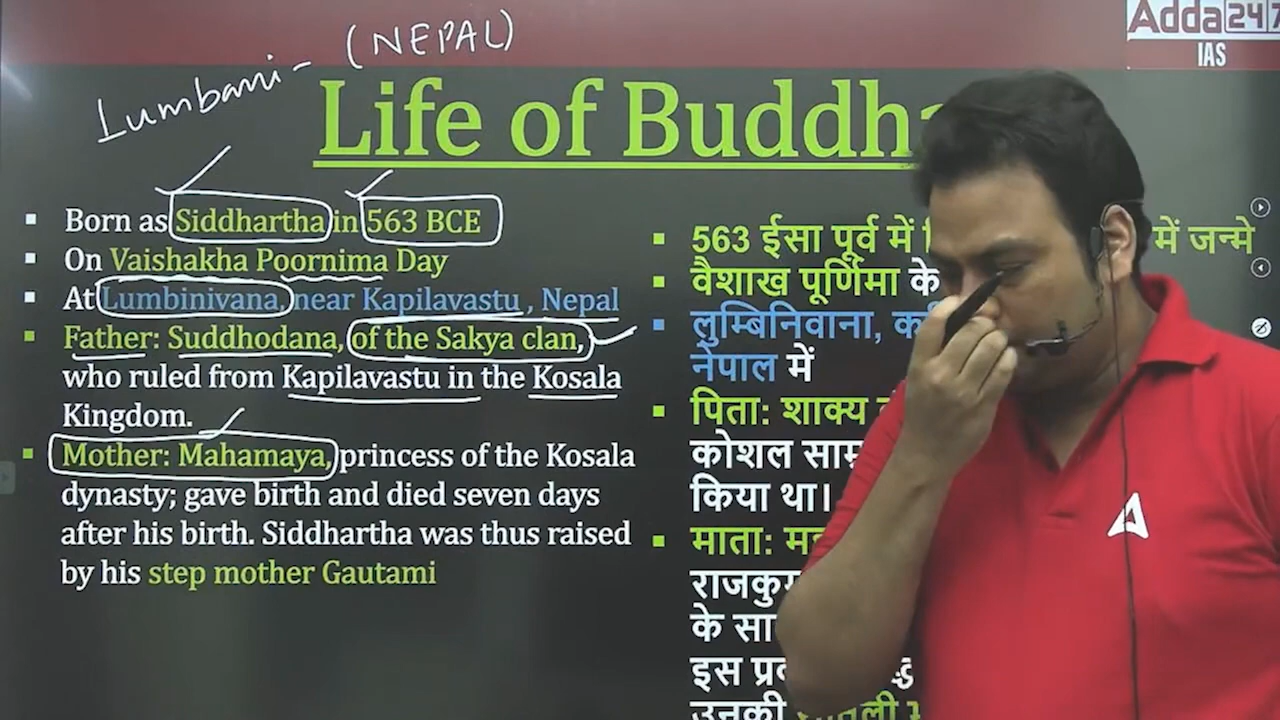 Adda247
IAS
Lumbani - (NEPAL)
Life of Buddha
Born as Siddhartha in 563 BCE
On Vaishakha Poornima Day
At Lumbinivana, near Kapilavastu , Nepal
Father: Suddhodana, of the Sakya clan,
who ruled from Kapilavastu in the Kosala
Kingdom.
Mother: Mahamaya, princess of the Kosala
dynasty; gave birth and died seven days
after his birth. Siddhartha was thus raised
by his step mother Gautami
563 ईसा पूर्व में में जन्मे
वैशाख पूर्णिमा के
लुम्बिनिवाना,
नेपाल में
पिता: शाक्य
कोशल
किया था।
माता:
के
इस
उनकी